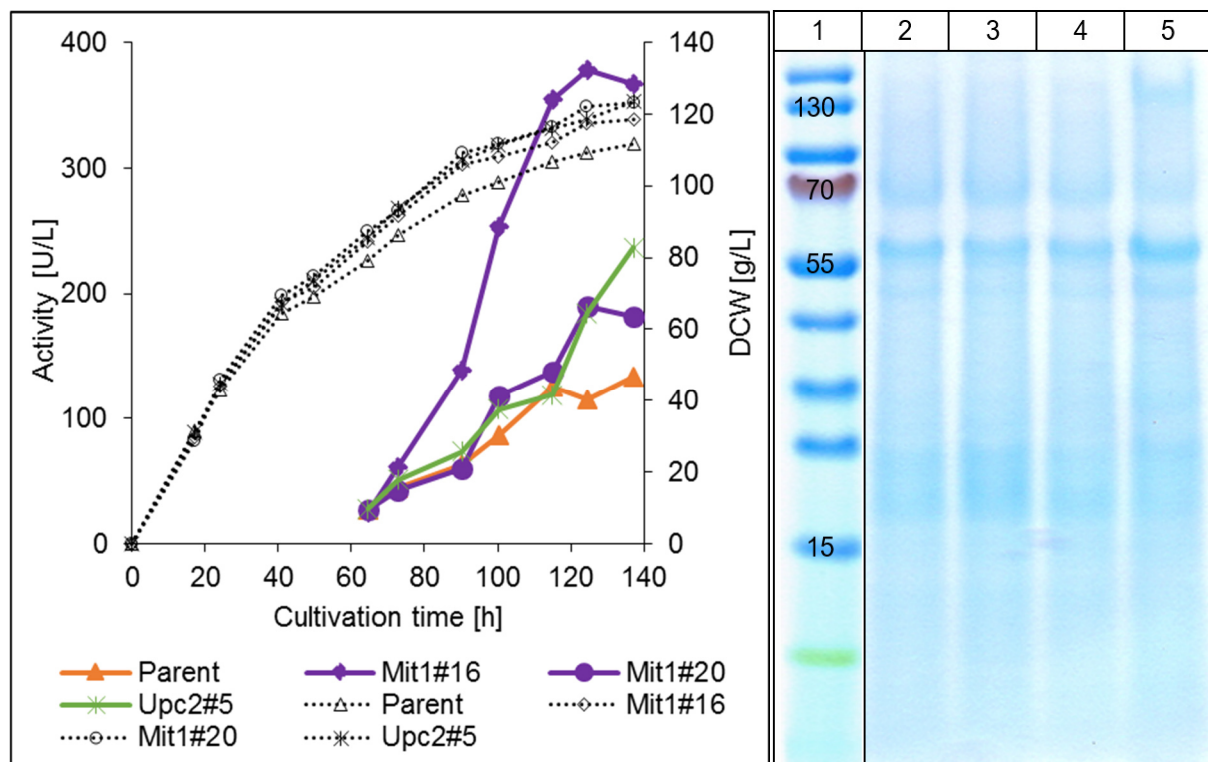 400
300
200
100
0
Activity [U/L]
140
120
100
80
60
40
20
0
DCW [g/L]
0 20 40 60 80 100 120 140
Cultivation time [h]
Parent Mit1#16 Mit1#20
Upc2#5 Parent Mit1#16
Mit1#20 Upc2#5
1 2 3 4 5
130
70
55
15